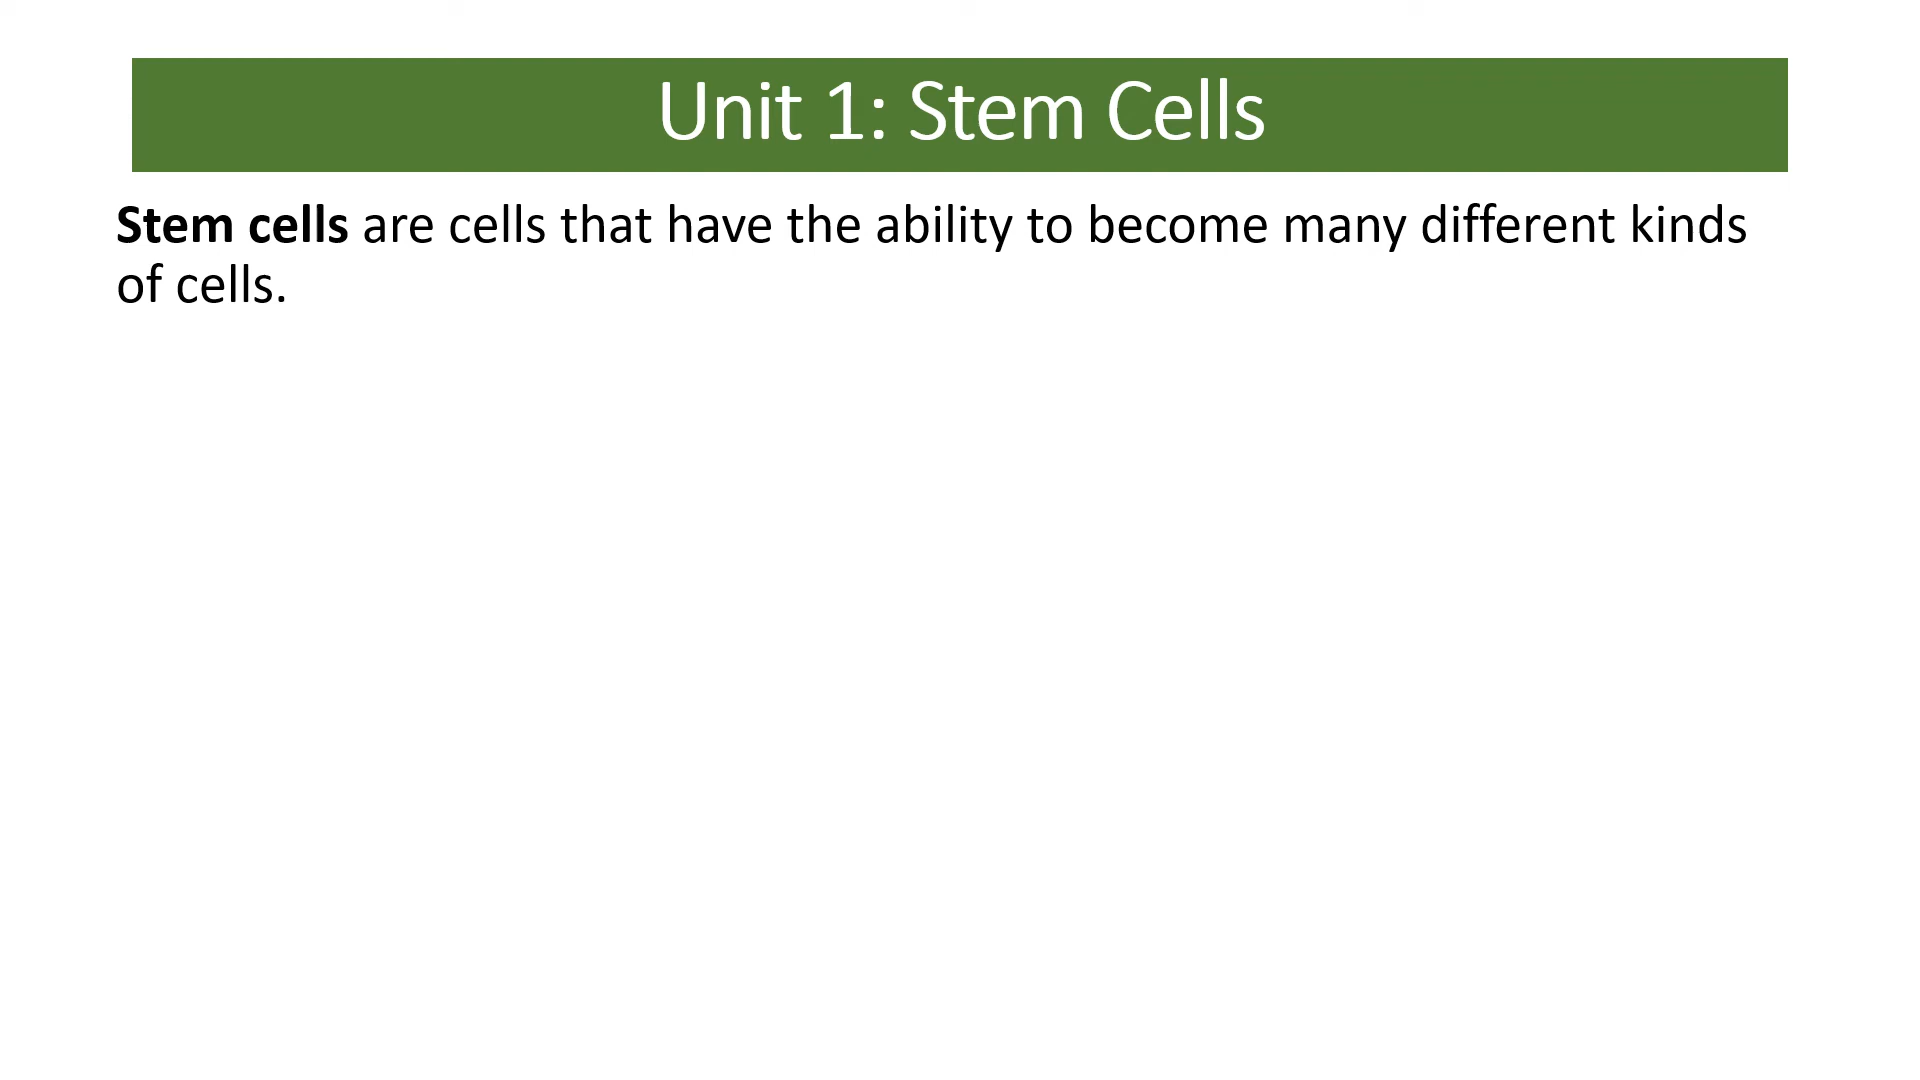 Unit 1: Stem Cells
Stem cells are cells that have the ability to become many different kinds
of cells.